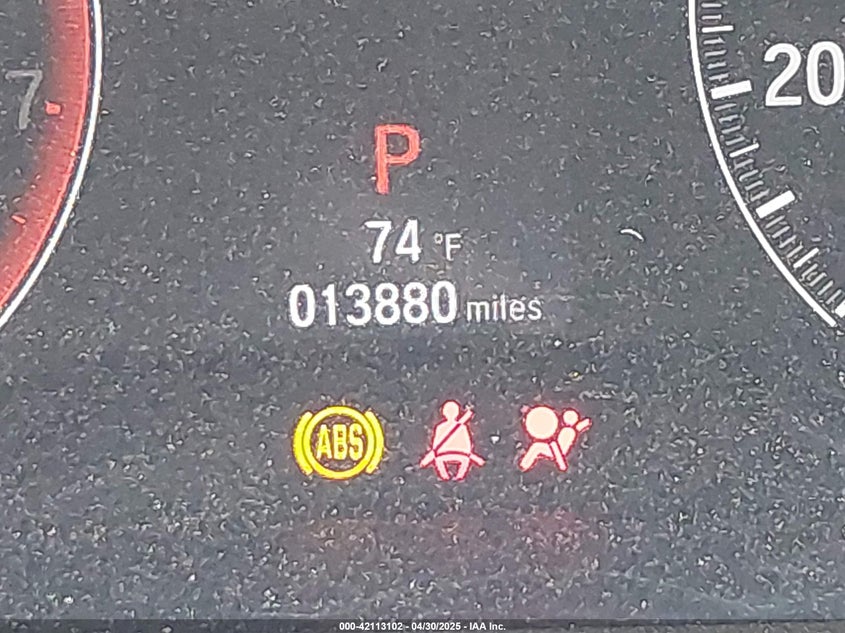 7
20
P
74 °F
013880 miles
ABS
000-42113102 - 04/30/2025 - IAA Inc.